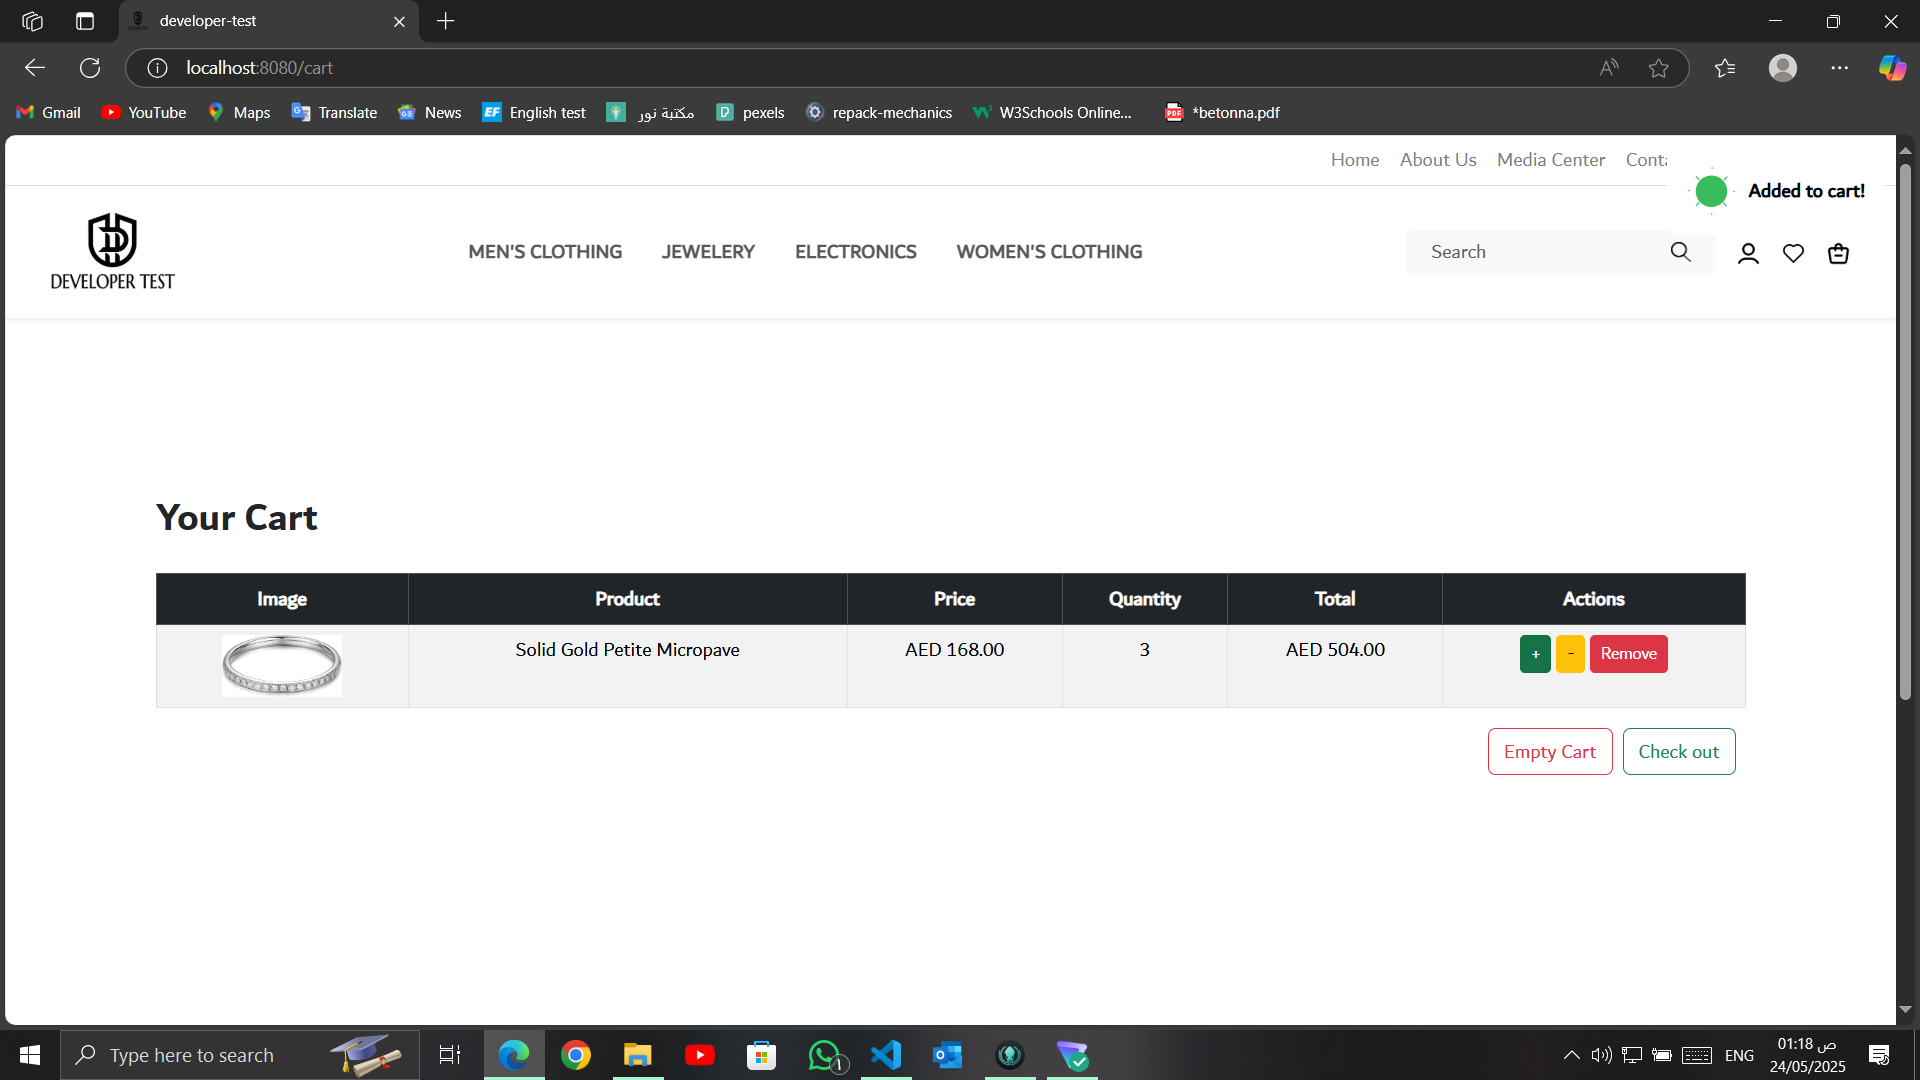 developer-test
localhost:8080/cart
Gmail
YouTube
Maps
Translate
News
EF
English test
مكتبة نور
pexels
repack-mechanics
W3Schools Online...
PDF
*betonna.pdf
Home
About Us
Media Center
Added to cart!
DEVELOPER TEST
MEN'S CLOTHING
JEWELERY
ELECTRONICS
WOMEN'S CLOTHING
Search
Your Cart
Image Product Price Quantity Total Actions
Solid Gold Petite Micropave AED 168.00 3 AED 504.00 + - Remove
Empty Cart
Check out
Type here to search
ENG
01:18 ص
24/05/2025